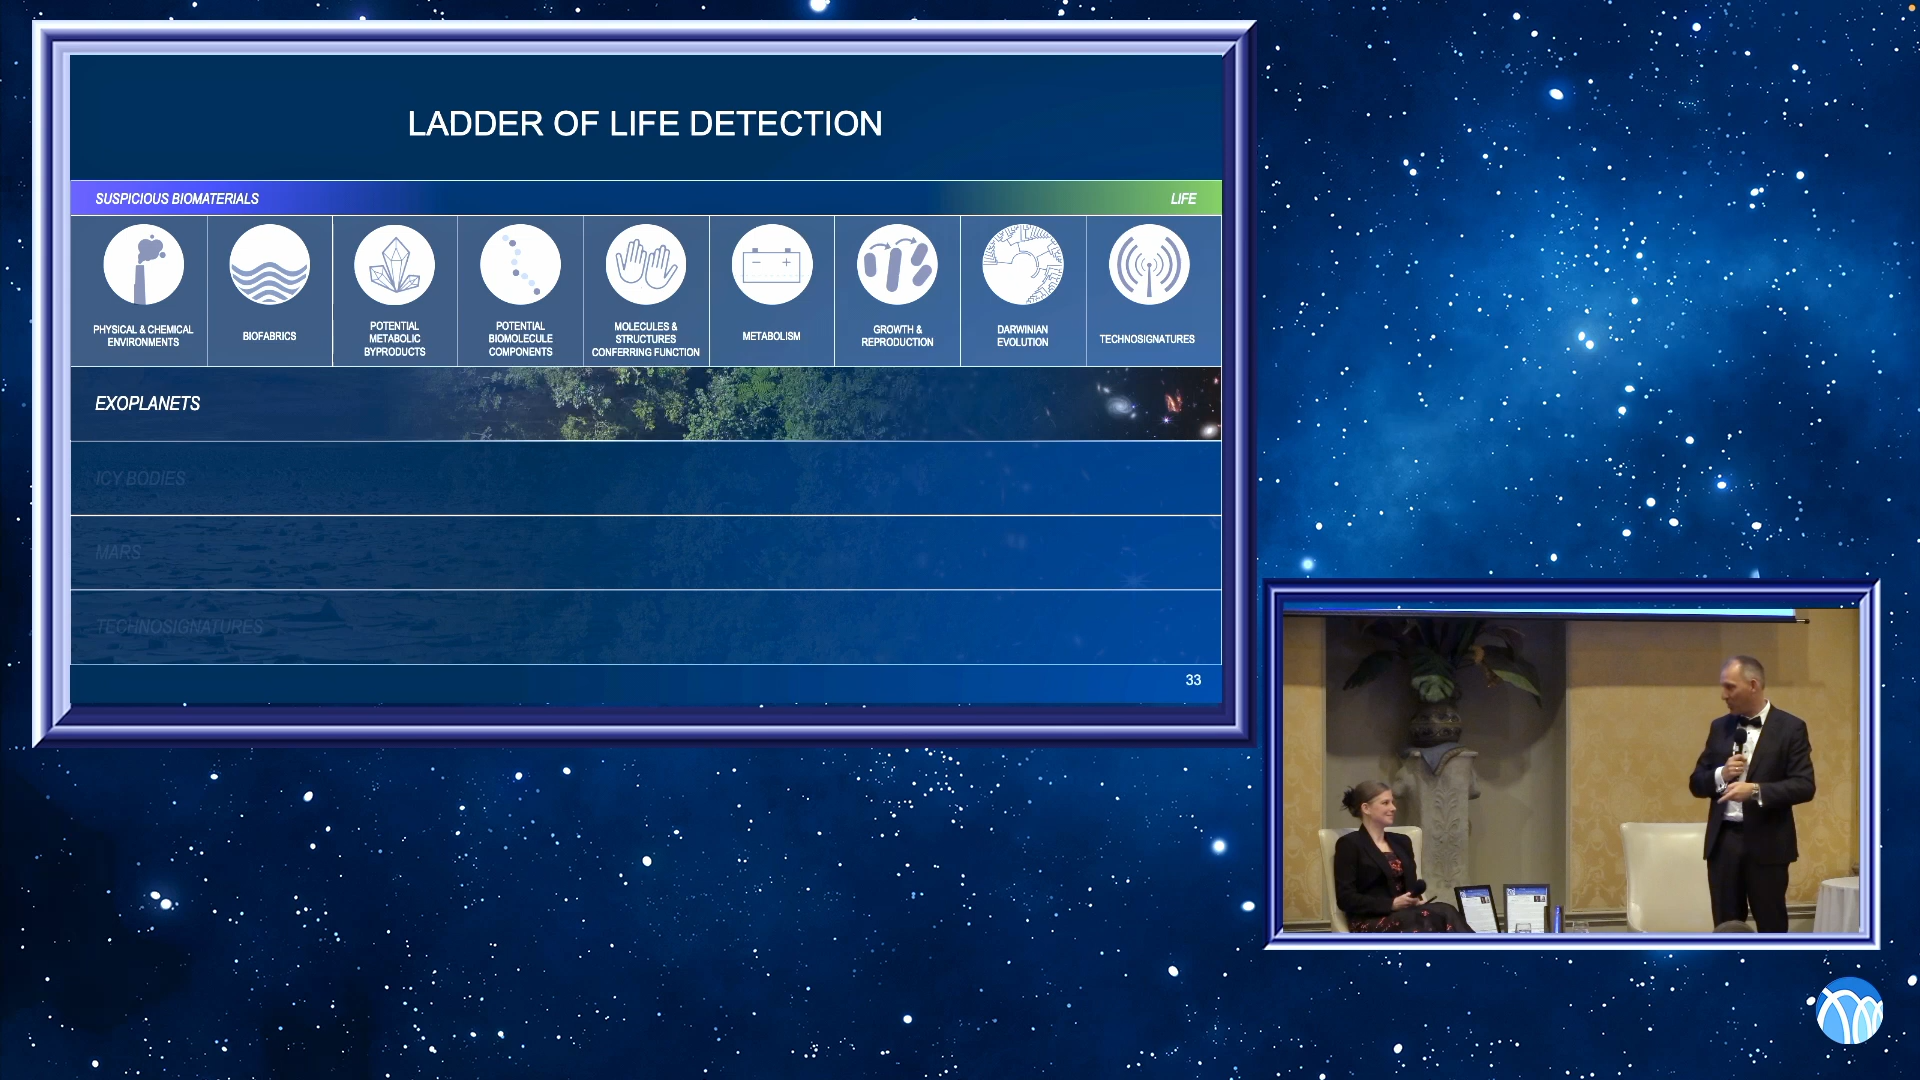 LADDER OF LIFE DETECTION
SUSPICIOUS BIOMATERIALS
LIFE
PHYSICAL & CHEMICAL
ENVIRONMENTS
BIOFABRICS
POTENTIAL
METABOLIC
BYPRODUCTS
POTENTIAL
BIOMOLECULE
COMPONENTS
MOLECULES &
STRUCTURES
CONFERRING FUNCTION
METABOLISM
GROWTH &
REPRODUCTION
DARWINIAN
EVOLUTION
TECHNOSIGNATURES
EXOPLANETS
ICY BODIES
MARS
TECHNOSIGNATURES
33